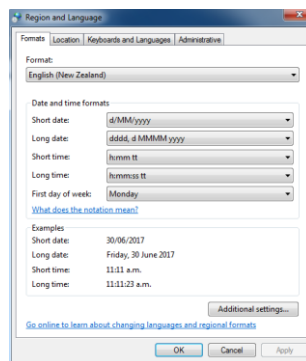 Region and Language
Formats Location Keyboards and Languages Administrative
Format:
English (New Zealand)
Date and time formats
Short date: d/MM/yyyy
Long date: dddd, d MMMM yyyy
Short time: h:mm tt
Long time: h:mm:ss tt
First day of week: Monday
What does the notation mean?
Examples
Short date: 30/06/2017
Long date: Friday, 30 June 2017
Short time: 11:11 a.m.
Long time: 11:11:23 a.m.
Additional settings...
Go online to learn about changing languages and regional formats
OK Cancel Apply